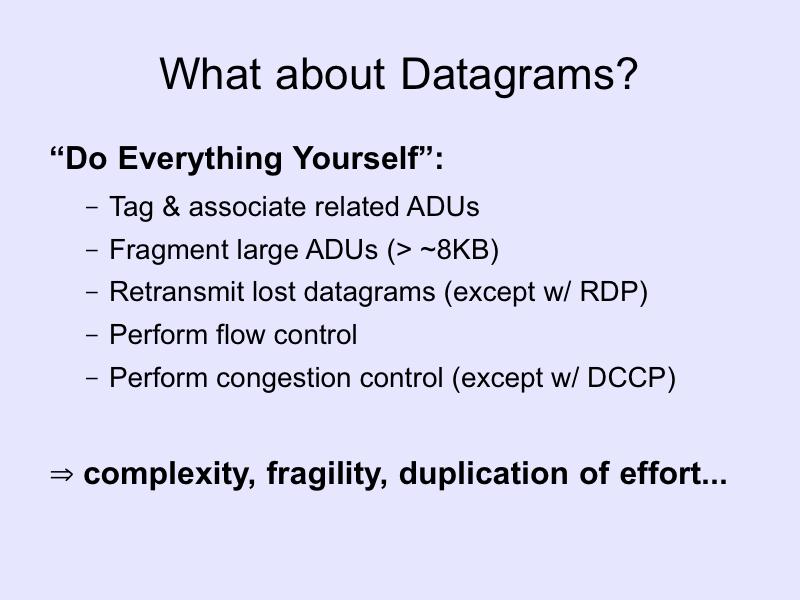 What about Datagrams?
“Do Everything Yourself”:
– Tag & associate related ADUs
– Fragment large ADUs (> ~8KB)
– Retransmit lost datagrams (except w/ RDP)
– Perform flow control
– Perform congestion control (except w/ DCCP)
⇒ complexity, fragility, duplication of effort...